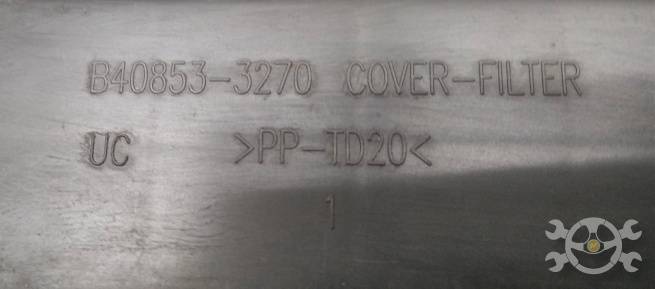 B40853-3270 COVER-FILTER
UC >PP-TD20<
1